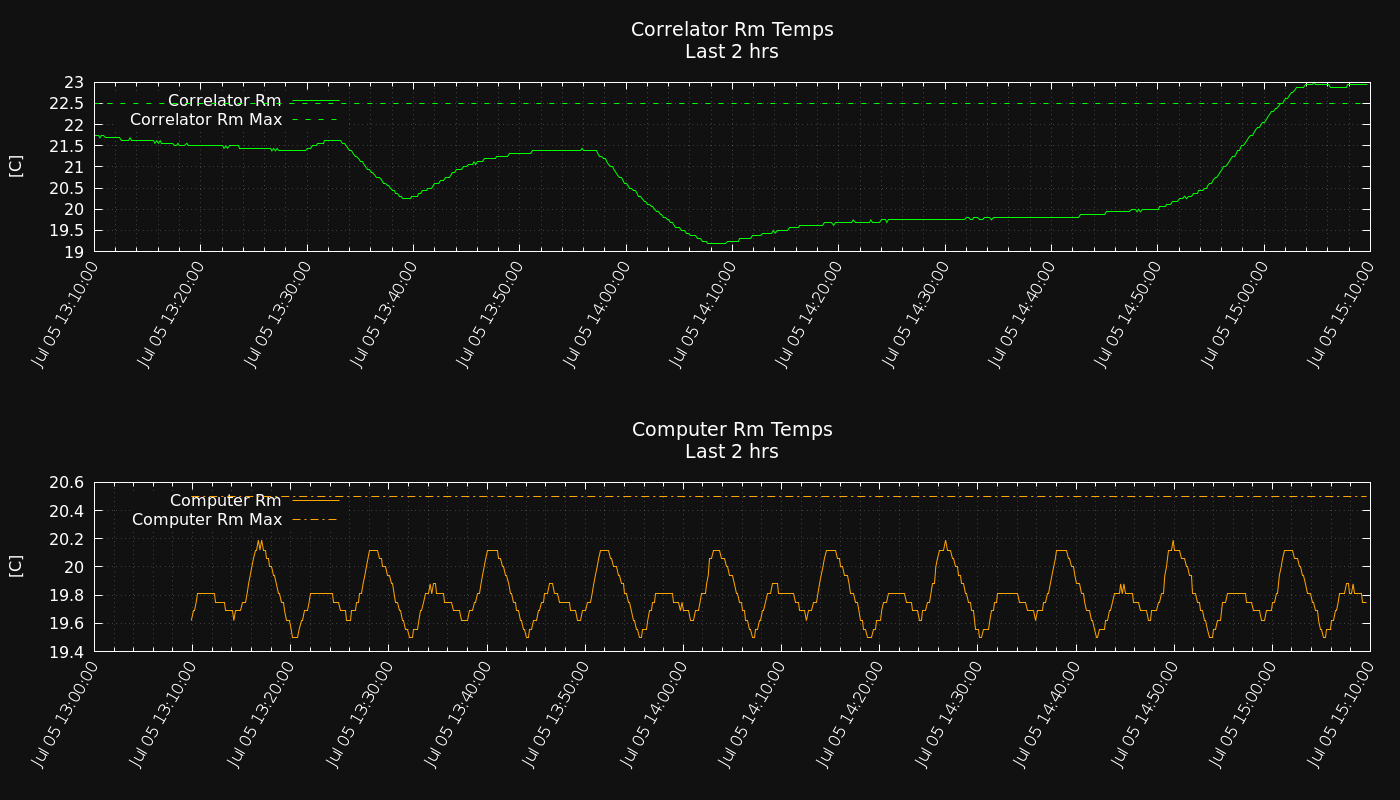 Correlator Rm Temps
Last 2 hrs
23
22.5
22
21.5
21
20.5
20
19.5
19
[C]
Correlator Rm
Correlator Rm Max
Jul 05 13:10:00
Jul 05 13:20:00
Jul 05 13:30:00
Jul 05 13:40:00
Jul 05 13:50:00
Jul 05 14:00:00
Jul 05 14:10:00
Jul 05 14:20:00
Jul 05 14:30:00
Jul 05 14:40:00
Jul 05 14:50:00
Jul 05 15:00:00
Jul 05 15:10:00
Computer Rm Temps
Last 2 hrs
20.6
20.4
20.2
20
19.8
19.6
19.4
[C]
Computer Rm
Computer Rm Max
Jul 05 13:00:00
Jul 05 13:10:00
Jul 05 13:20:00
Jul 05 13:30:00
Jul 05 13:40:00
Jul 05 13:50:00
Jul 05 14:00:00
Jul 05 14:10:00
Jul 05 14:20:00
Jul 05 14:30:00
Jul 05 14:40:00
Jul 05 14:50:00
Jul 05 15:00:00
Jul 05 15:10:00